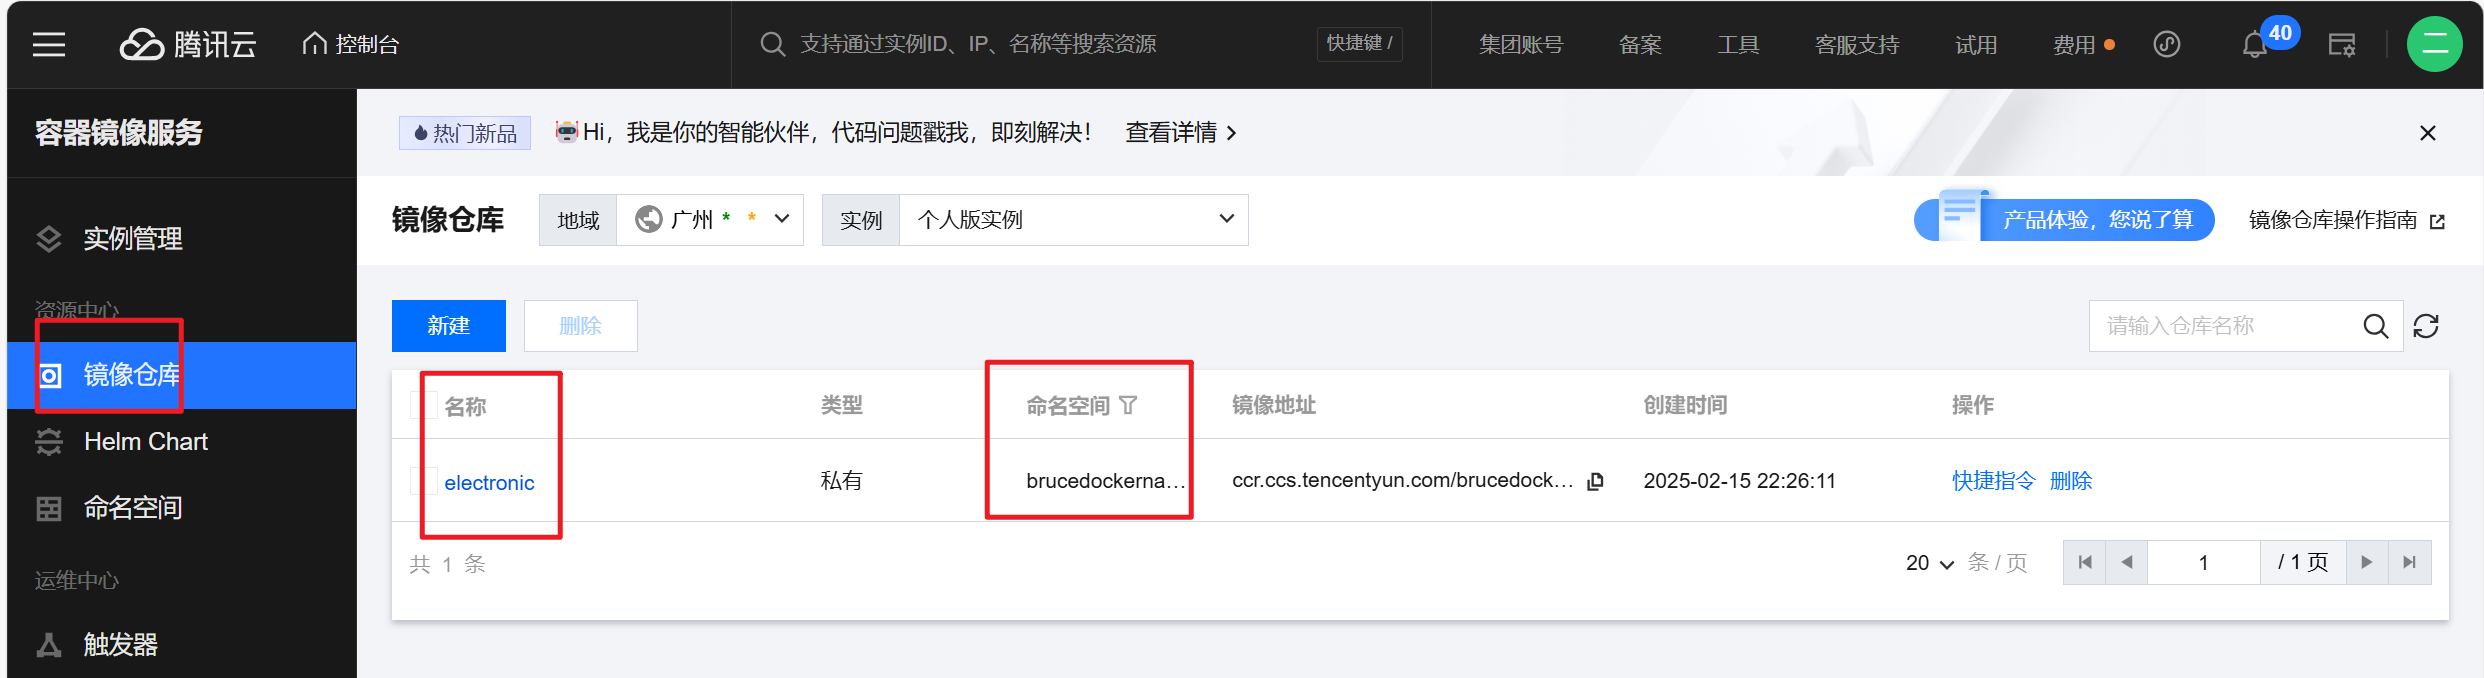 腾讯云
控制台
支持通过实例ID、IP、名称等搜索资源
快捷键 /
集团账号
备案
工具
客服支持
试用
费用
40
二
容器镜像服务
热门新品
Hi，我是你的智能伙伴，代码问题戳我，即刻解决！
查看详情
镜像仓库
地域
广州 * *
实例
个人版实例
产品体验，您说了算
镜像仓库操作指南
实例管理
资源中心
镜像仓库
Helm Chart
命名空间
运维中心
触发器
新建
删除
请输入仓库名称
名称 类型 命名空间 镜像地址 创建时间 操作
electronic 私有 brucedockerna... ccr.ccs.tencentyun.com/brucedock... 2025-02-15 22:26:11 快捷指令 删除
共 1 条
20 条 / 页
1 / 1 页